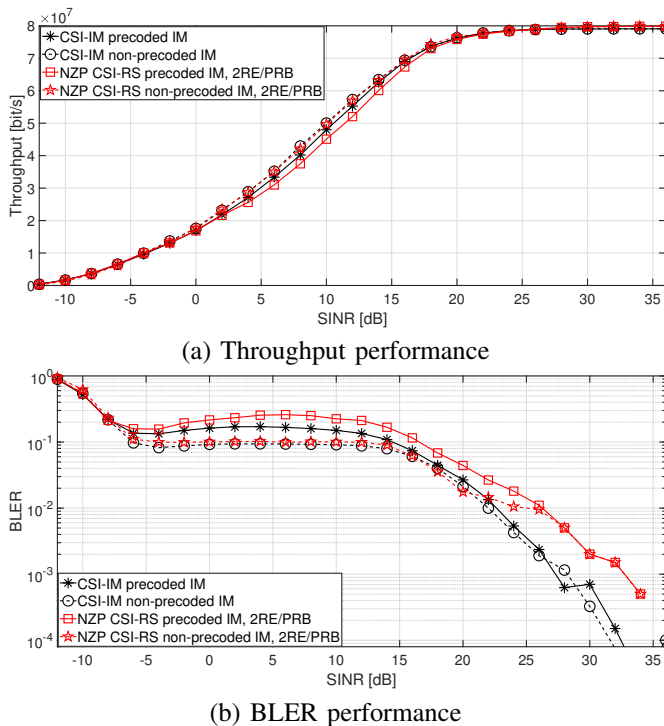 8 ×10⁷
CSI-IM precoded IM
CSI-IM non-precoded IM
NZP CSI-RS precoded IM, 2RE/PRB
NZP CSI-RS non-precoded IM, 2RE/PRB
7
6
5
4
3
2
1
0
Throughput [bit/s]
-10 -5 0 5 10 15 20 25 30 35
SINR [dB]
(a) Throughput performance
10⁰
10⁻¹
10⁻²
10⁻³
10⁻⁴
BLER
CSI-IM precoded IM
CSI-IM non-precoded IM
NZP CSI-RS precoded IM, 2RE/PRB
NZP CSI-RS non-precoded IM, 2RE/PRB
-10 -5 0 5 10 15 20 25 30 35
SINR [dB]
(b) BLER performance